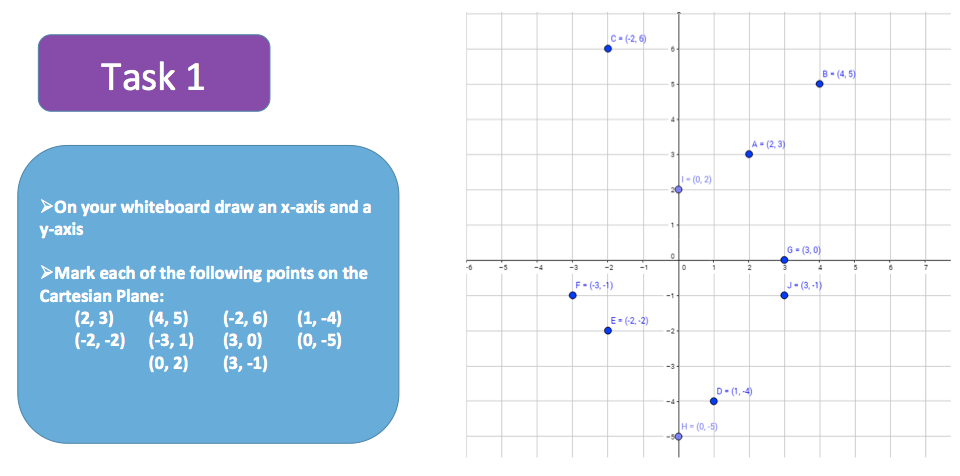 Task 1
➢On your whiteboard draw an x-axis and a
y-axis
➢Mark each of the following points on the
Cartesian Plane:
(2, 3) (4, 5) (-2, 6) (1, -4)
(-2, -2) (-3, 1) (3, 0) (0, -5)
(0, 2) (3, -1)
C = (-2, 6)
6
B = (4, 5)
5
4
A = (2, 3)
3
I = (0, 2)
2
1
G = (3, 0)
0
-6 -5 -4 -3 -2 -1 0 1 2 3 4 5 6 7
F = (-3, -1)
J = (3, -1)
-1
E = (-2, -2)
-2
-3
D = (1, -4)
-4
H = (0, -5)
-5